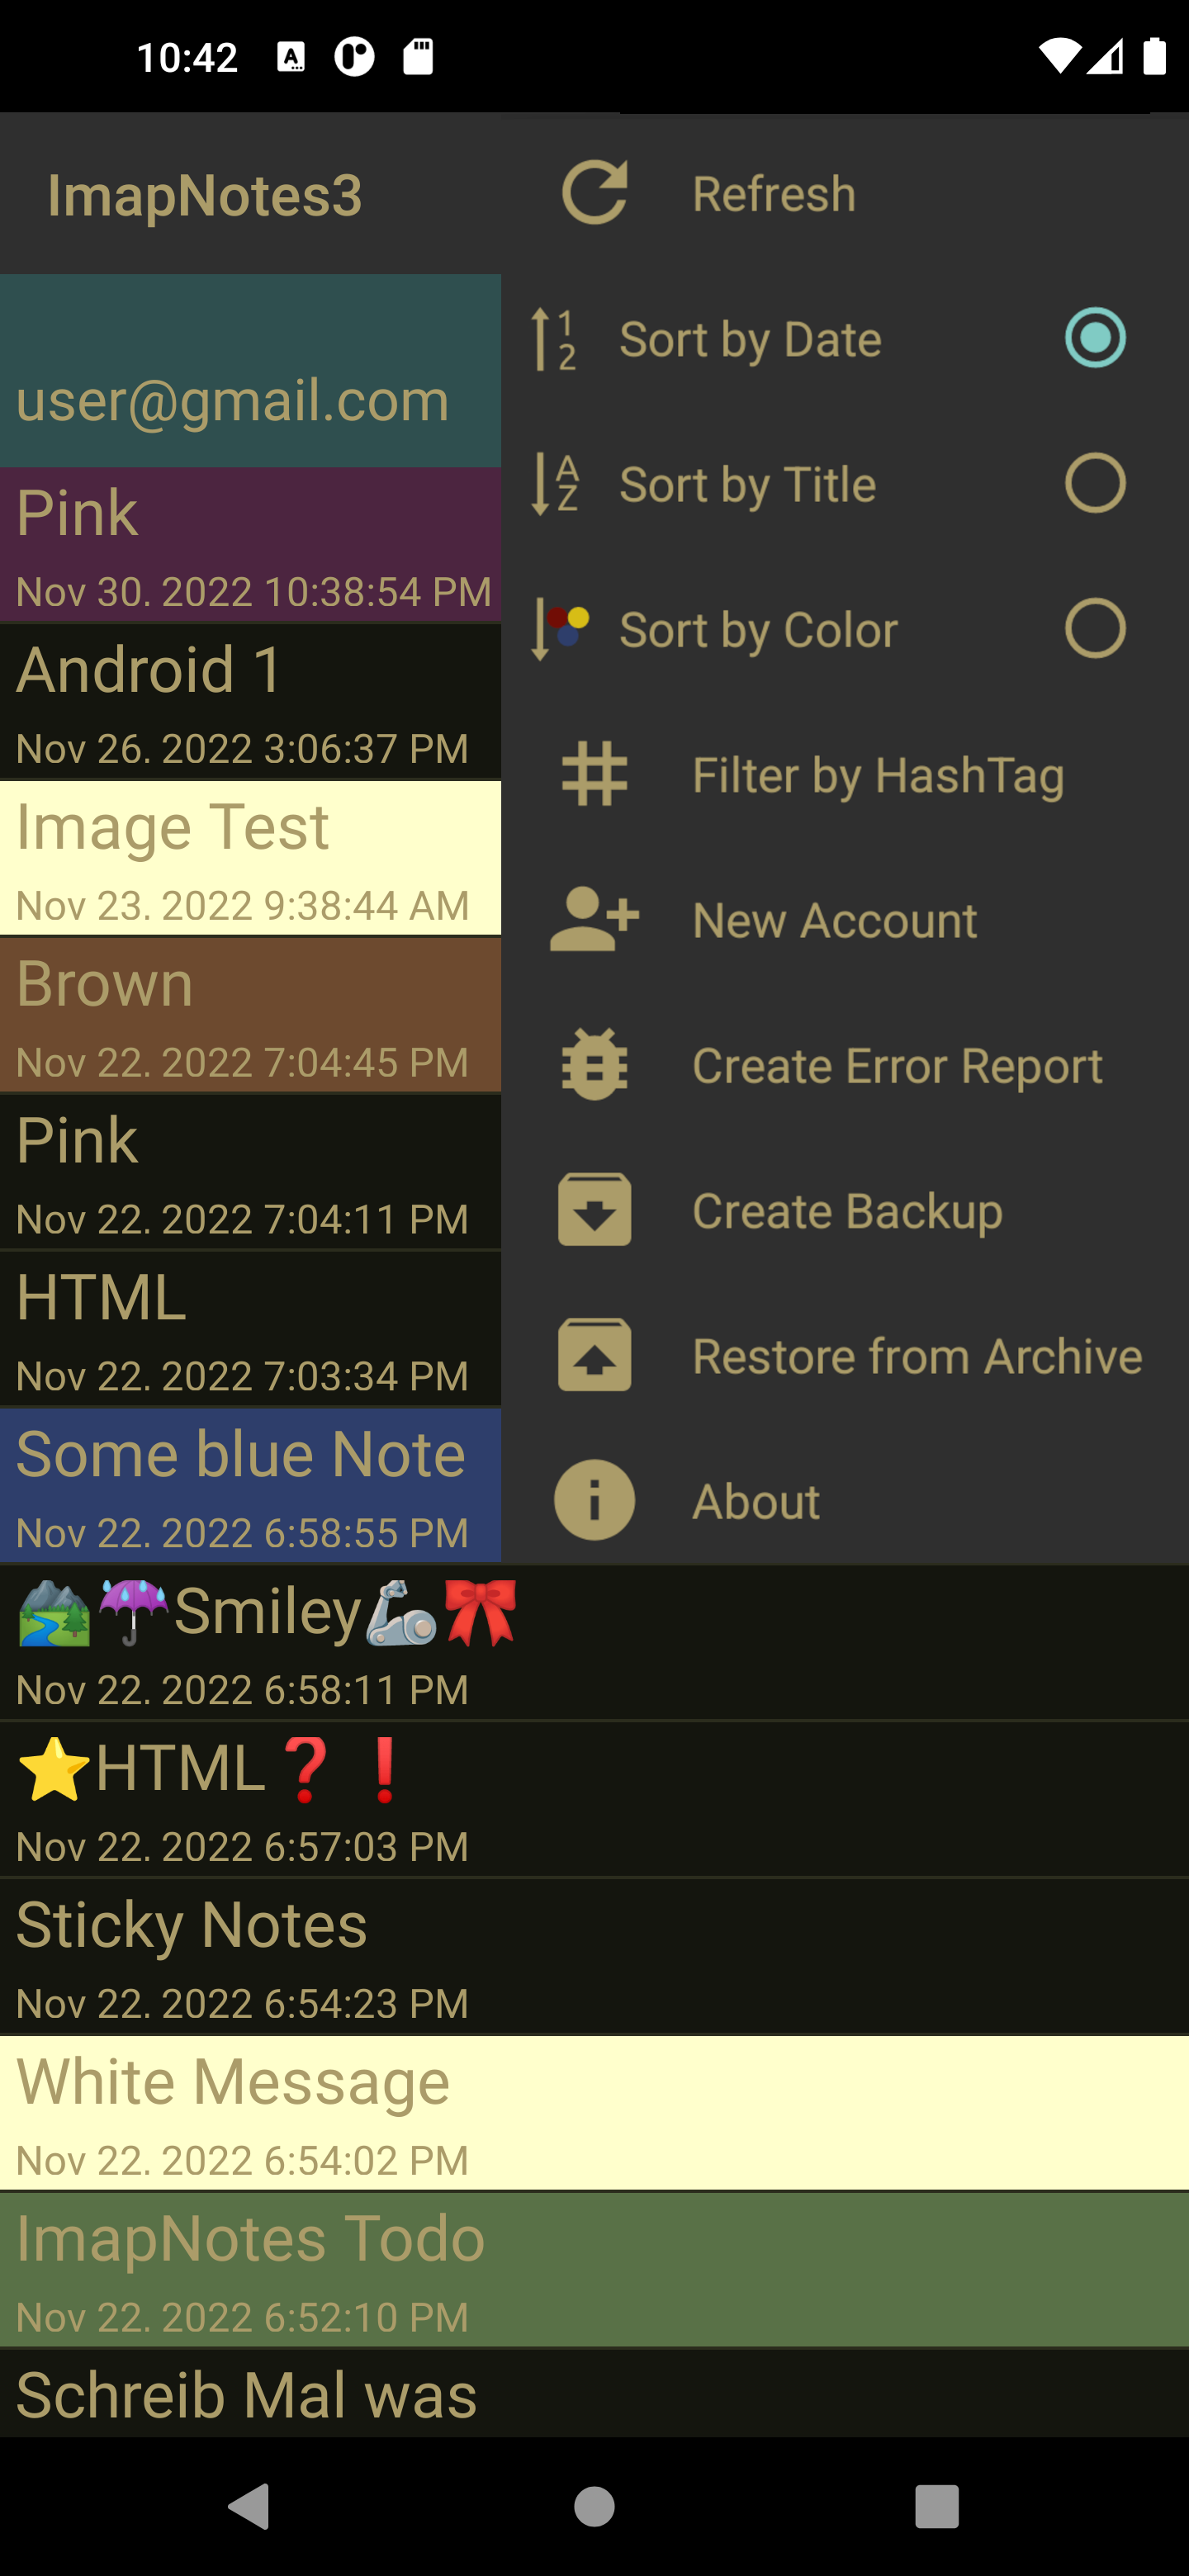 10:42
ImapNotes3
user@gmail.com
Pink
Nov 30. 2022 10:38:54 PM
Android 1
Nov 26. 2022 3:06:37 PM
Image Test
Nov 23. 2022 9:38:44 AM
Brown
Nov 22. 2022 7:04:45 PM
Pink
Nov 22. 2022 7:04:11 PM
HTML
Nov 22. 2022 7:03:34 PM
Some blue Note
Nov 22. 2022 6:58:55 PM
Refresh
1 2 Sort by Date
A Z Sort by Title
Sort by Color
Filter by HashTag
New Account
Create Error Report
Create Backup
Restore from Archive
About
🏞️☔Smiley🦾🎀
Nov 22. 2022 6:58:11 PM
⭐HTML❓❗
Nov 22. 2022 6:57:03 PM
Sticky Notes
Nov 22. 2022 6:54:23 PM
White Message
Nov 22. 2022 6:54:02 PM
ImapNotes Todo
Nov 22. 2022 6:52:10 PM
Schreib Mal was